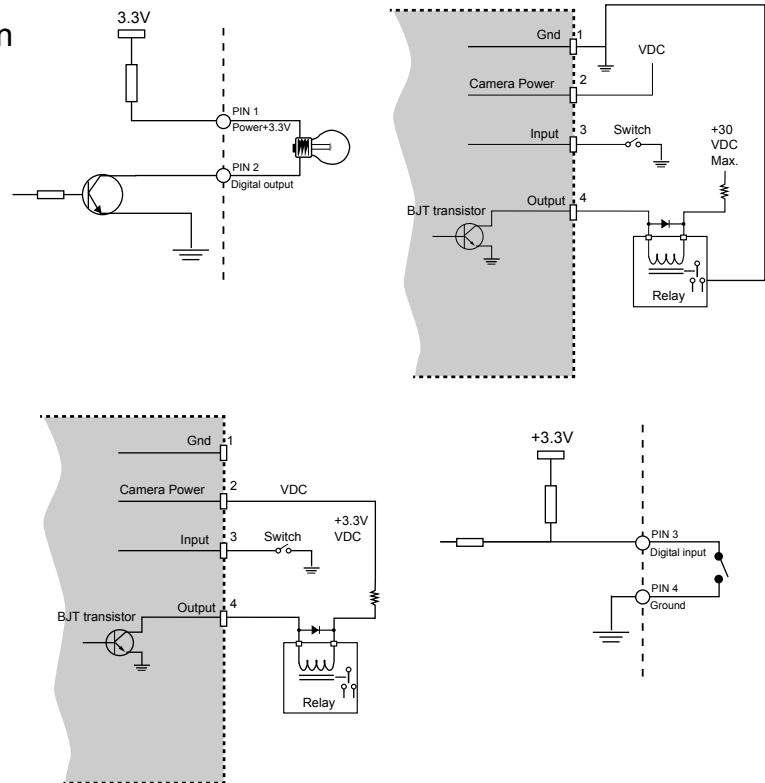 n
3.3V
PIN 1
Power+3.3V
PIN 2
Digital output
Gnd
1
VDC
Camera Power
2
Input
3
Switch
+30
VDC
Max.
Output
4
BJT transistor
Relay
Gnd
1
Camera Power
2
VDC
Input
3
Switch
+3.3V
VDC
Output
4
BJT transistor
Relay
+3.3V
PIN 3
Digital input
PIN 4
Ground